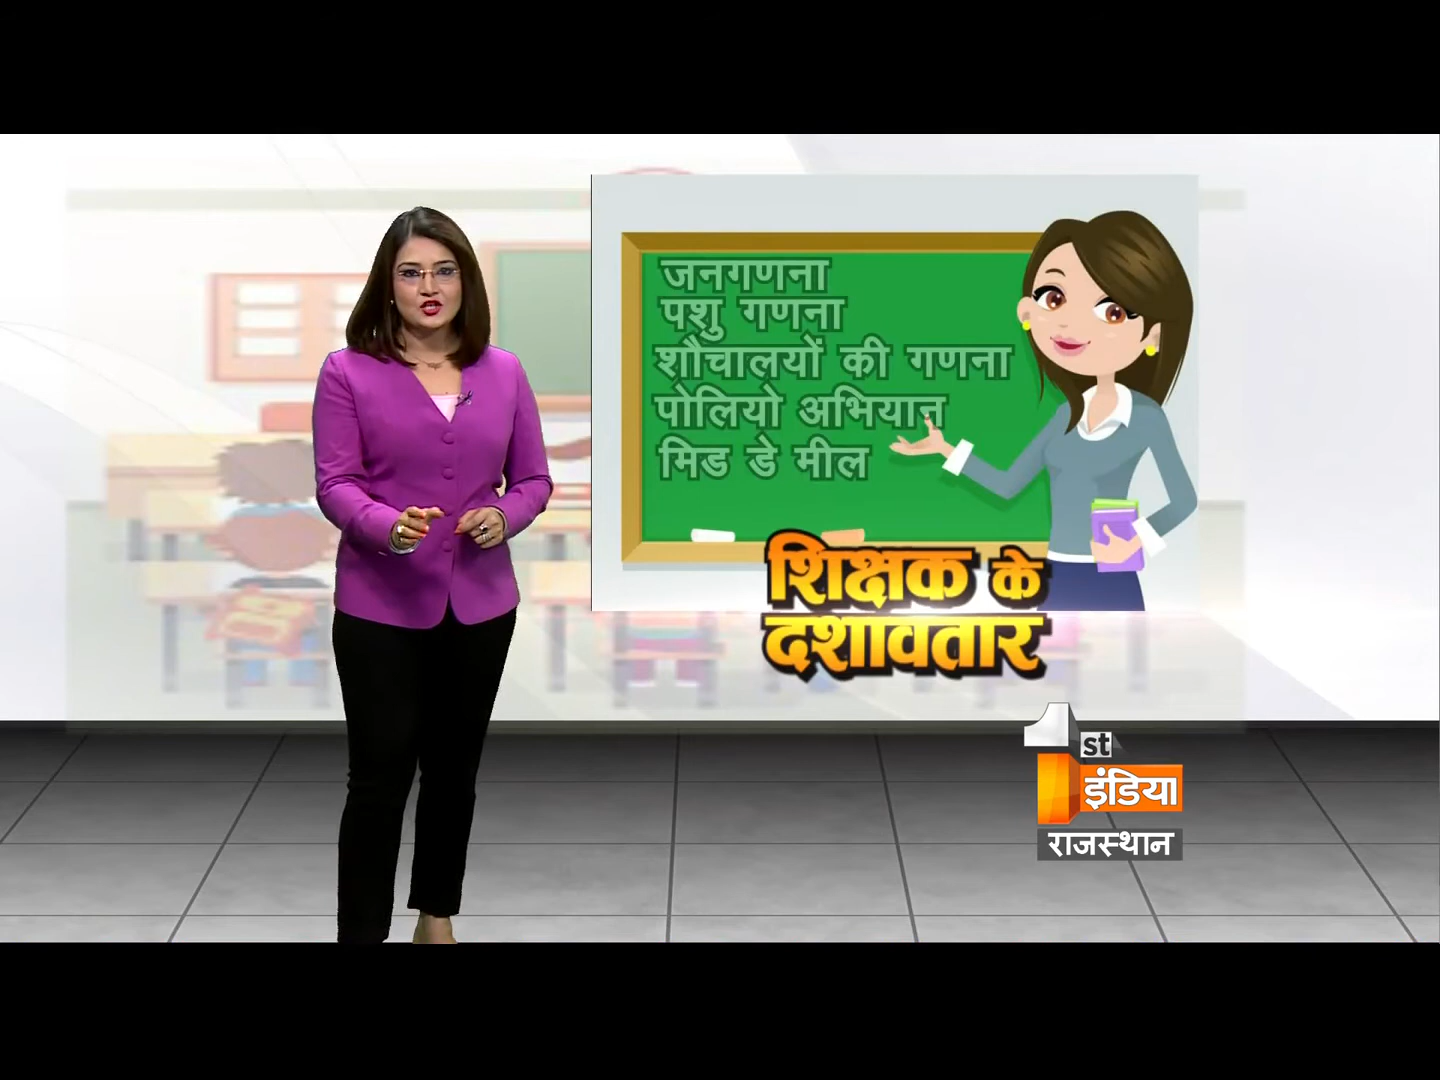 जनगणना
पशु गणना
शौचालयों की गणना
पोलियो अभियान
मिड डे मील
शिक्षक के
दशावतार
1st
इंडिया
राजस्थान